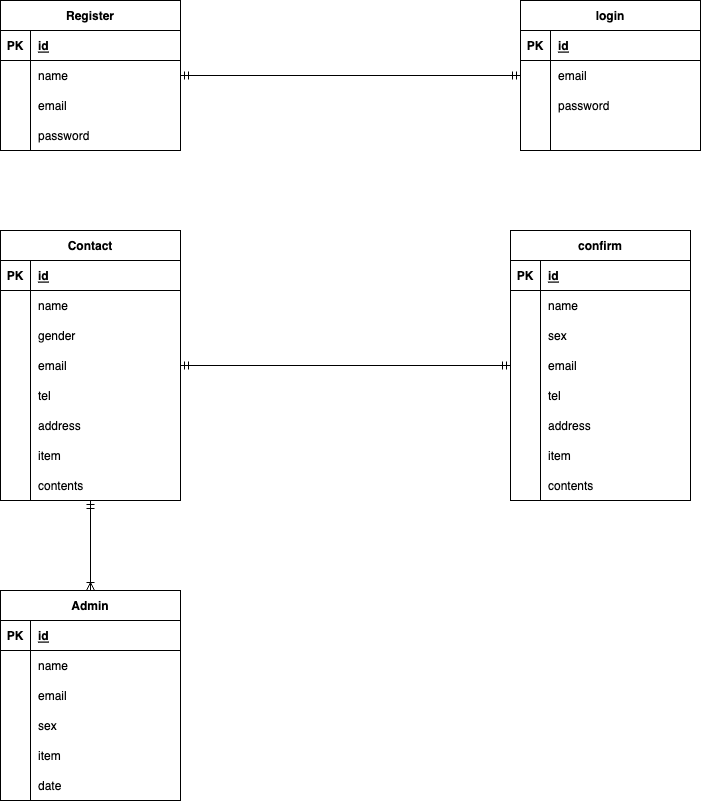 Register
PK id
name
email
password
login
PK id
email
password
Contact
PK id
name
gender
email
tel
address
item
contents
confirm
PK id
name
sex
email
tel
address
item
contents
Admin
PK id
name
email
sex
item
date